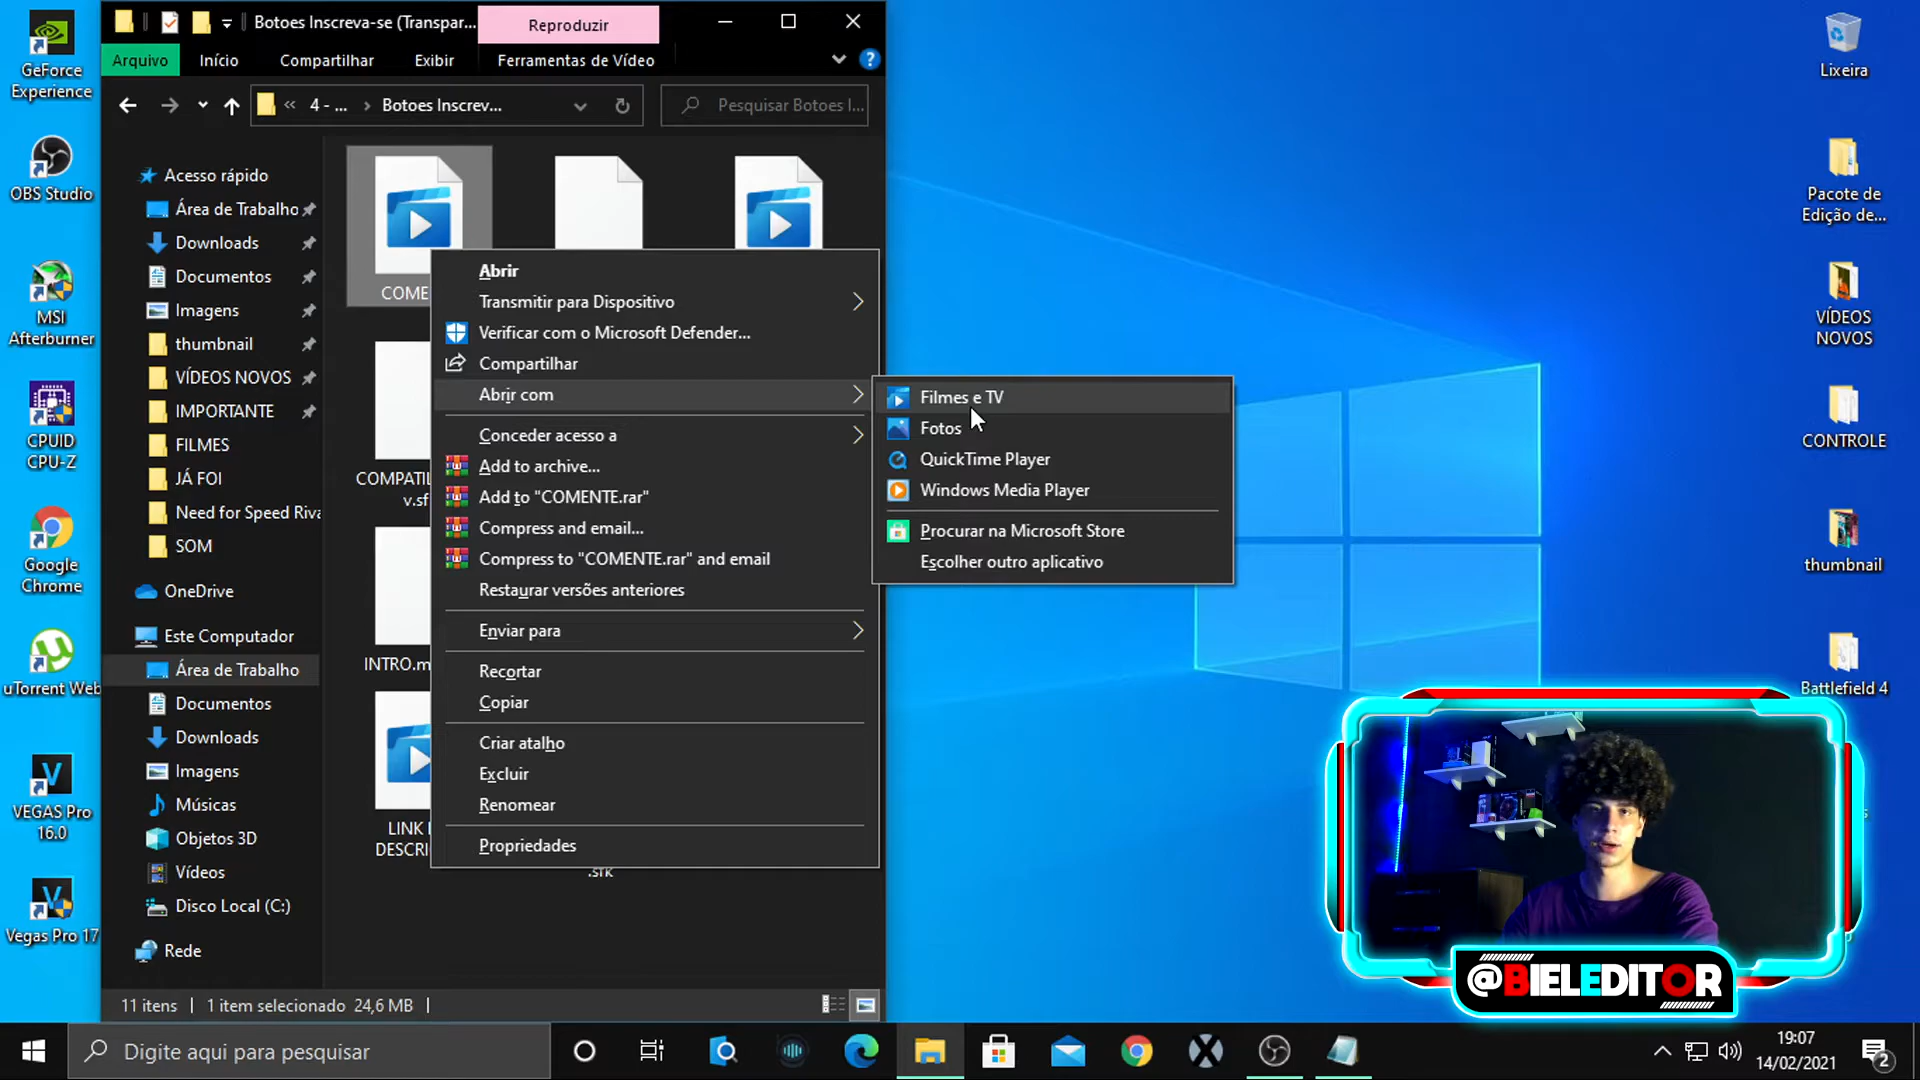 GeForce
Experience
OBS Studio
MSI
Afterburner
CPUID
CPU-Z
Google
Chrome
uTorrent Web
VEGAS Pro
16.0
Vegas Pro 17
Botoes Inscreva-se (Transpar...
Reproduzir
Arquivo
Início
Compartilhar
Exibir
Ferramentas de Vídeo
4 - ...
Botoes Inscrev...
Pesquisar Botoes I...
Acesso rápido
Área de Trabalho
Downloads
Documentos
Imagens
thumbnail
VÍDEOS NOVOS
IMPORTANTE
FILMES
JÁ FOI
Need for Speed Riva
SOM
OneDrive
Este Computador
Área de Trabalho
Documentos
Downloads
Imagens
Músicas
Objetos 3D
Vídeos
Disco Local (C:)
Rede
COME
COMPATIL
v.sf
INTRO.m
LINK
DESCRI
.sfk
Abrir
Transmitir para Dispositivo
Verificar com o Microsoft Defender...
Compartilhar
Abrir com
Conceder acesso a
Add to archive...
Add to "COMENTE.rar"
Compress and email...
Compress to "COMENTE.rar" and email
Restaurar versões anteriores
Enviar para
Recortar
Copiar
Criar atalho
Excluir
Renomear
Propriedades
Filmes e TV
Fotos
QuickTime Player
Windows Media Player
Procurar na Microsoft Store
Escolher outro aplicativo
11 itens
1 item selecionado 24,6 MB
Lixeira
Pacote de
Edição de...
VÍDEOS
NOVOS
CONTROLE
thumbnail
Battlefield 4
@BIELEDITOR
Digite aqui para pesquisar
19:07
14/02/2021
2